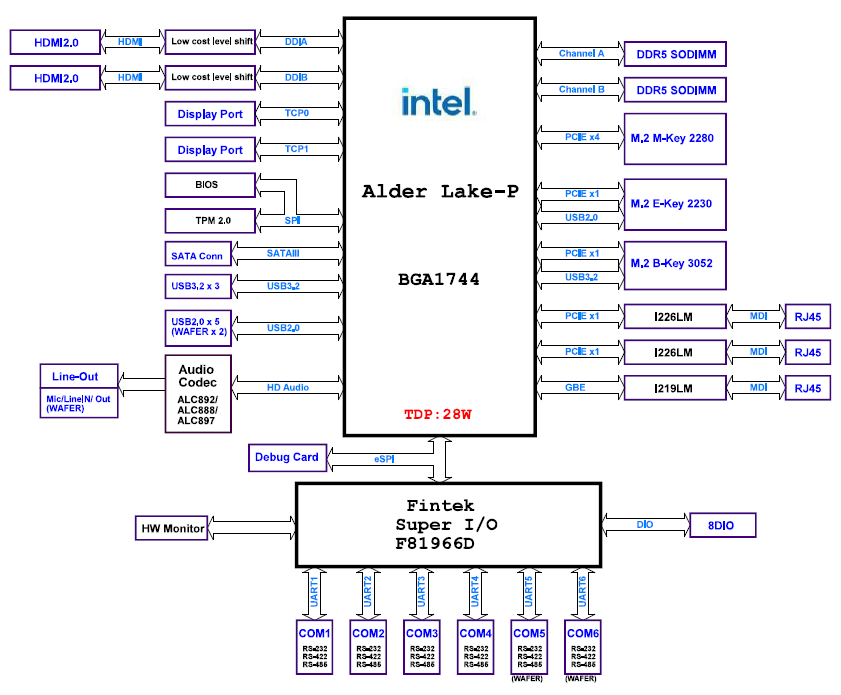 HDMI2.0
HDMI
Low cost level shift
DDIA
HDMI2.0
HDMI
Low cost level shift
DDIB
Display Port
TCP0
Display Port
TCP1
BIOS
TPM 2.0
SPI
SATA Conn
SATAIII
USB3.2 x 3
USB3.2
USB2.0 x 5
(WAFER x 2)
USB2.0
Line-Out
Mic/LineIN/ Out
(WAFER)
Audio
Codec
ALC892/
ALC888/
ALC897
HD Audio
intel.
Alder Lake-P
BGA1744
TDP:28W
Channel A
DDR5 SODIMM
Channel B
DDR5 SODIMM
PCIE x4
M.2 M-Key 2280
PCIE x1
USB2.0
M.2 E-Key 2230
PCIE x1
USB3.2
M.2 B-Key 3052
PCIE x1
I226LM
MDI
RJ45
PCIE x1
I226LM
MDI
RJ45
GBE
I219LM
MDI
RJ45
Debug Card
eSPI
HW Monitor
Fintek
Super I/O
F81966D
DIO
8DIO
UART1
UART2
UART3
UART4
UART5
UART6
COM1
RS-232
RS-422
RS-485
COM2
RS-232
RS-422
RS-485
COM3
RS-232
RS-422
RS-485
COM4
RS-232
RS-422
RS-485
COM5
RS-232
RS-422
RS-485
(WAFER)
COM6
RS-232
RS-422
RS-485
(WAFER)